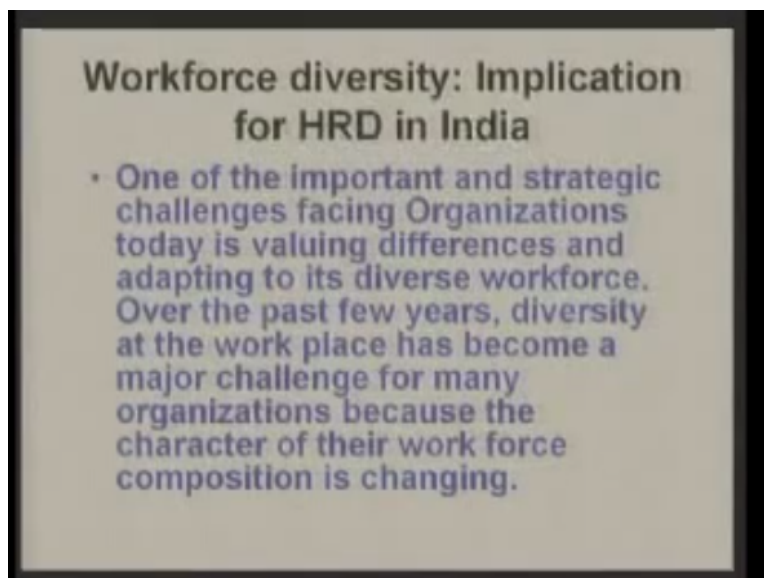 Workforce diversity: Implication
for HRD in India
• One of the important and strategic
challenges facing Organizations
today is valuing differences and
adapting to its diverse workforce.
Over the past few years, diversity
at the work place has become a
major challenge for many
organizations because the
character of their work force
composition is changing.